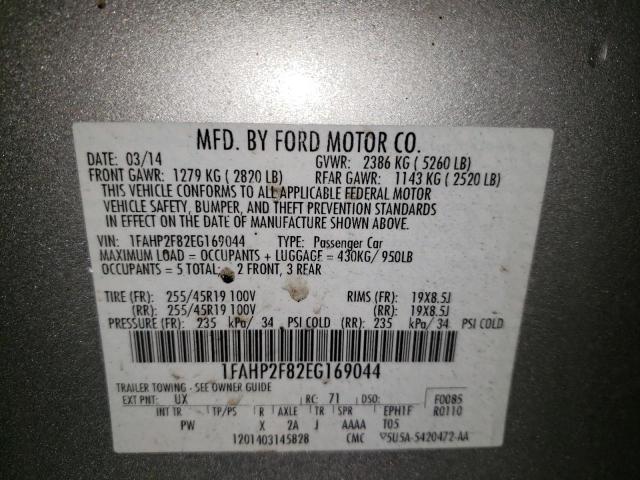 MFD. BY FORD MOTOR CO.
DATE: 03/14 GVWR: 2386 KG ( 5260 LB)
FRONT GAWR: 1279 KG ( 2820 LB) RFAR GAWR: 1143 KG ( 2520 LB)
THIS VEHICLE CONFORMS TO ALL APPLICABLE FEDERAL MOTOR
VEHICLE SAFETY, BUMPER, AND THEFT PREVENTION STANDARDS
IN EFFECT ON THE DATE OF MANUFACTURE SHOWN ABOVE.
VIN: 1FAHP2F82EG169044 TYPE: Passenger Car
MAXIMUM LOAD = OCCUPANTS + LUGGAGE = 430KG/ 950LB
OCCUPANTS = 5 TOTAL: 2 FRONT, 3 REAR
TIRE (FR): 255/45R19 100V RIMS (FR): 19X8.5J
(RR): 255/45R19 100V (RR): 19X8.5J
PRESSURE (FR): 235 kPa/ 34 PSI COLD (RR): 235 kPa/ 34 PSI COLD
1FAHP2F82EG169044
TRAILER TOWING - SEE OWNER GUIDE
EXT PNT: UX RC: 71 DSO: F0085
INT TR TP/PS R AXLE TR SPR EPH1F R0110
PW X 2A J AAAA T05
1201403145828 CMC 5U5A-5420472-AA